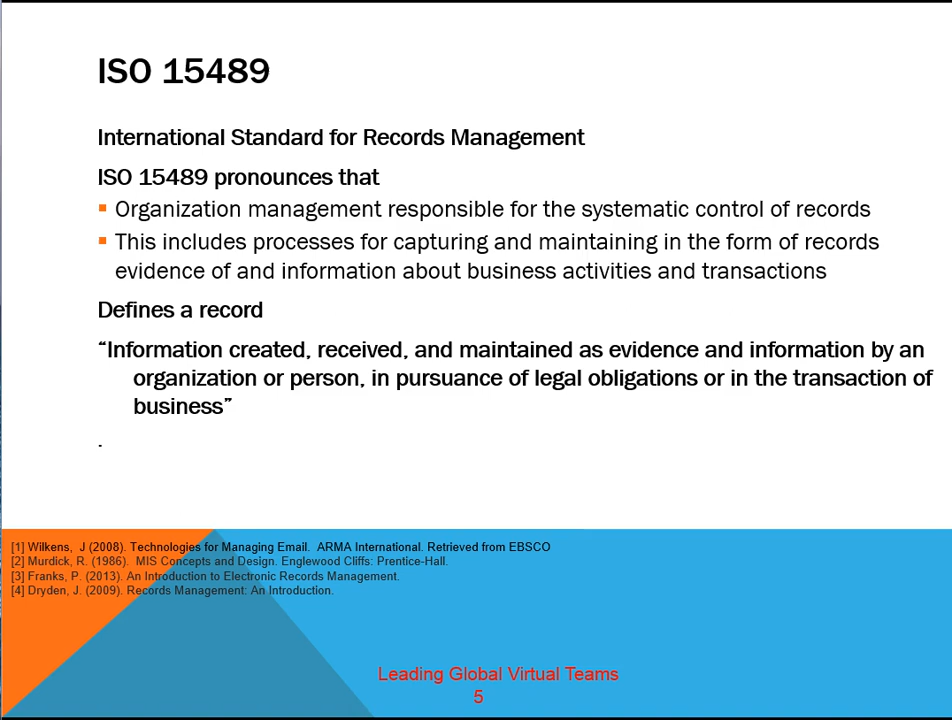 ISO 15489
International Standard for Records Management
ISO 15489 pronounces that
▪ Organization management responsible for the systematic control of records
▪ This includes processes for capturing and maintaining in the form of records
evidence of and information about business activities and transactions
Defines a record
“Information created, received, and maintained as evidence and information by an
organization or person, in pursuance of legal obligations or in the transaction of
business”
.
[1] Wilkens, J (2008). Technologies for Managing Email. ARMA International. Retrieved from EBSCO
[2] Murdick, R. (1986). MIS Concepts and Design. Englewood Cliffs: Prentice-Hall.
[3] Franks, P. (2013). An Introduction to Electronic Records Management.
[4] Dryden, J. (2009). Records Management: An Introduction.
Leading Global Virtual Teams
5